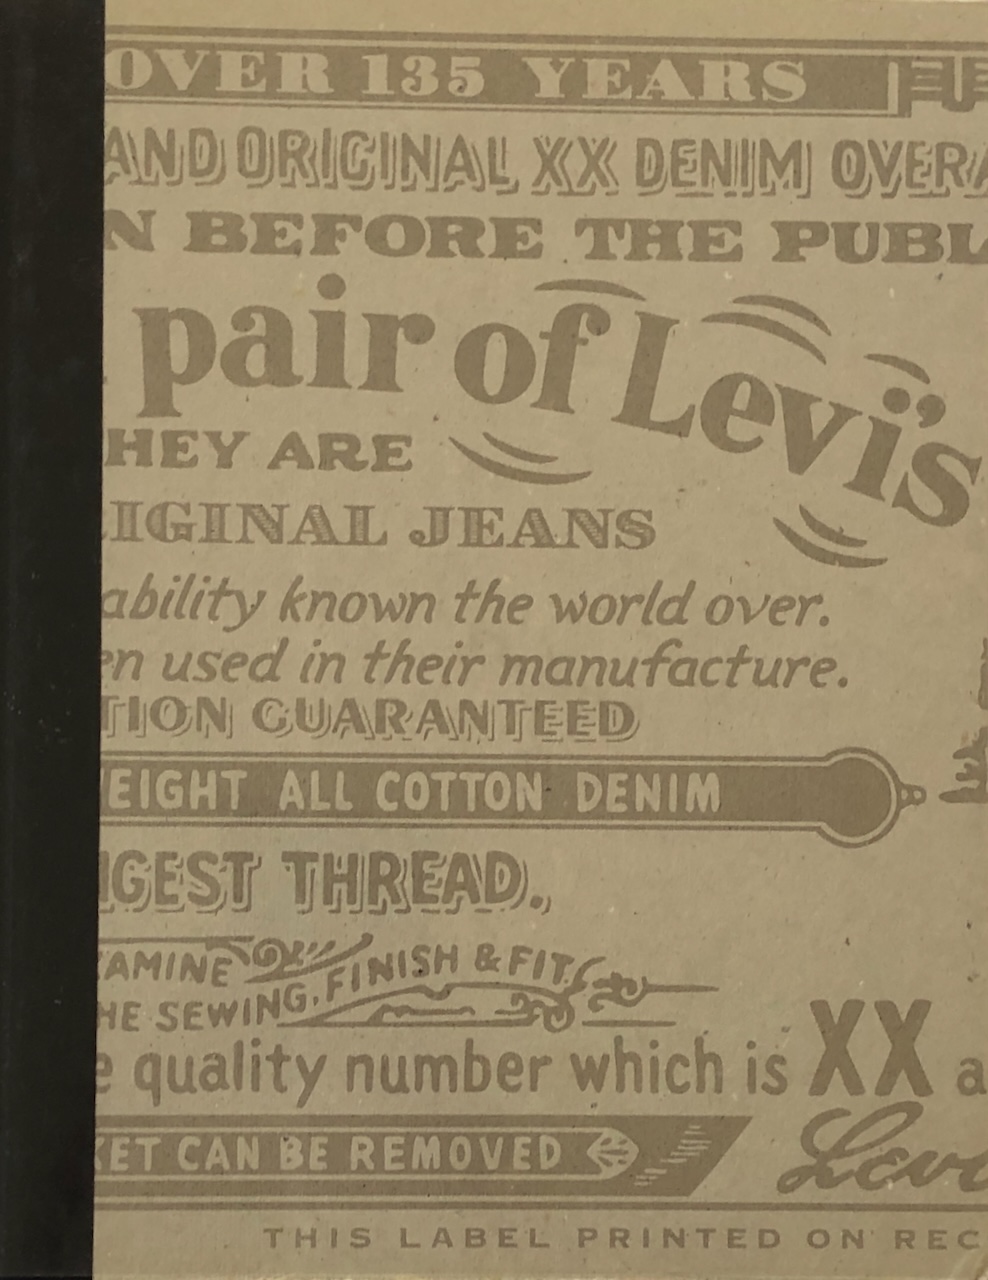 OVER 135 YEARS
AND ORIGINAL XX DENIM OVERA
N BEFORE THE PUBL
pair of Levi's
HEY ARE
IGINAL JEANS
ability known the world over.
en used in their manufacture.
TION GUARANTEED
EIGHT ALL COTTON DENIM
GEST THREAD.
AMINE FINISH & FIT.
HE SEWING,
e quality number which is XX a
KET CAN BE REMOVED
Levi
THIS LABEL PRINTED ON REC